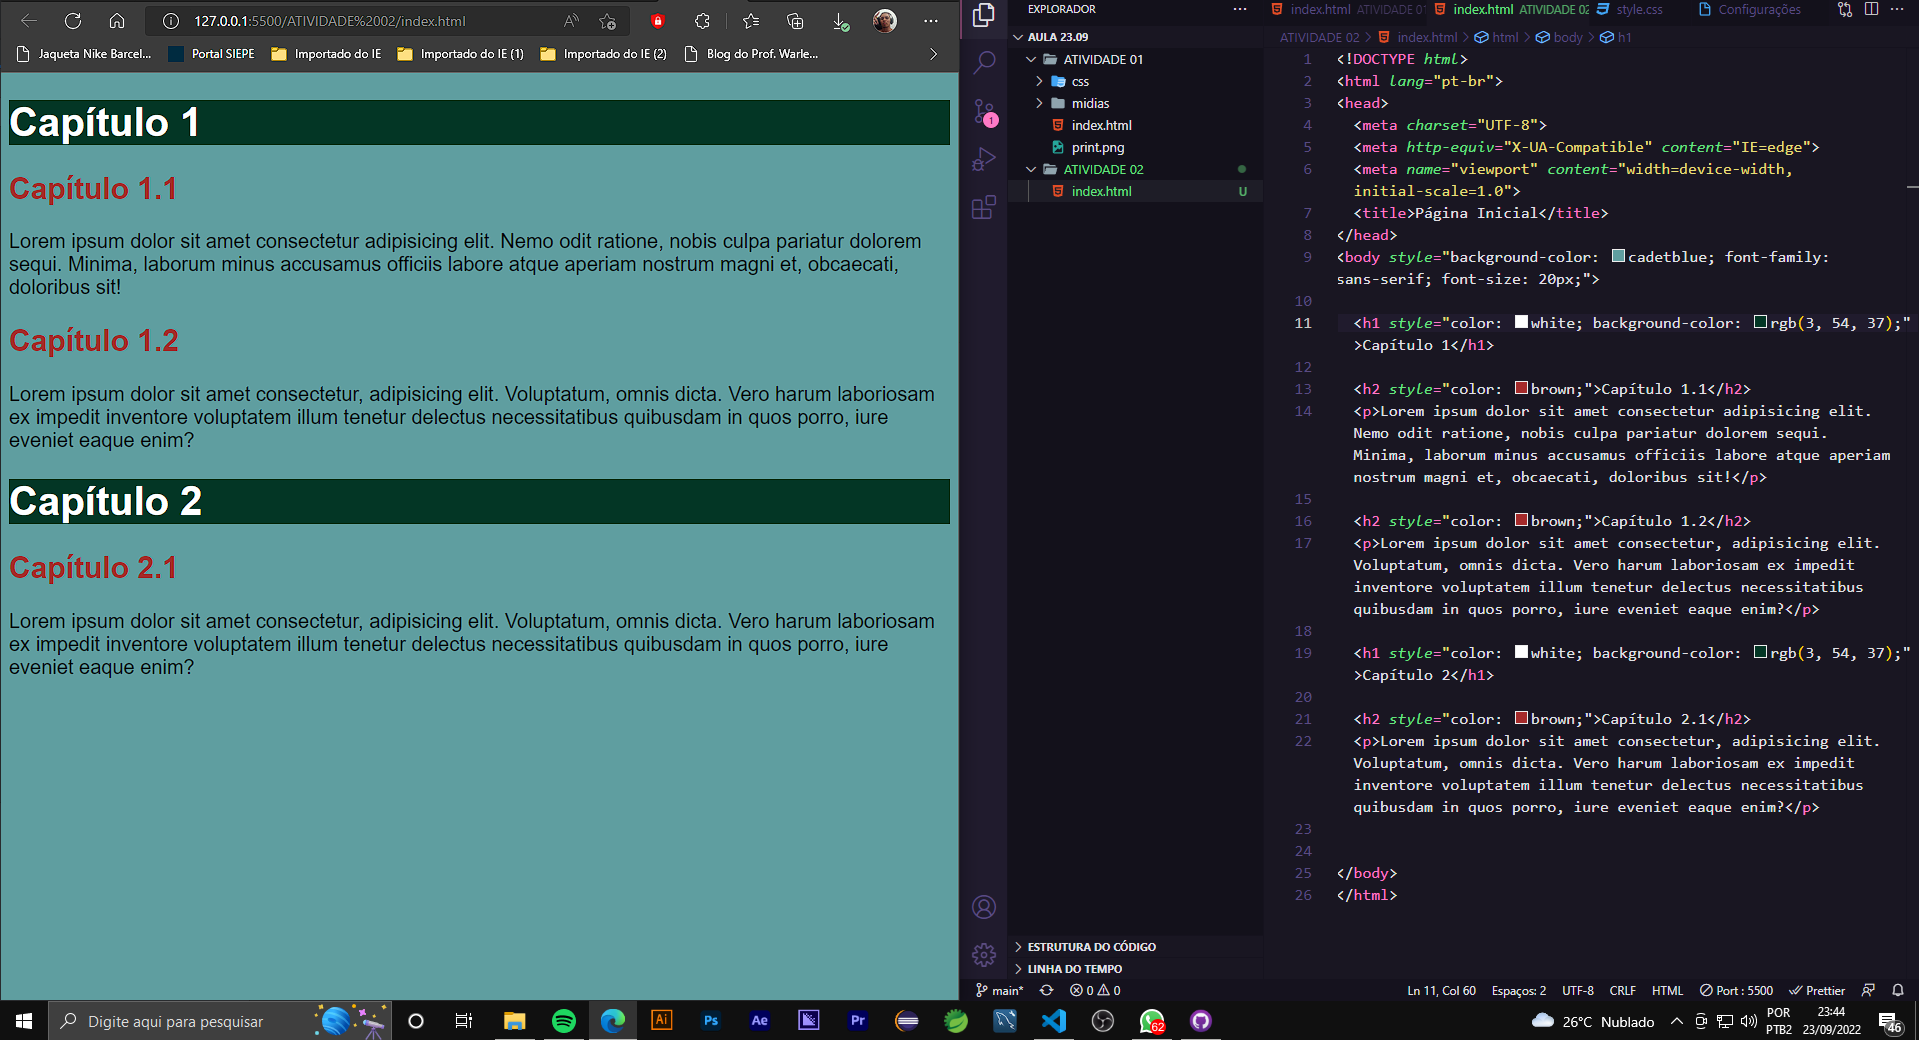 127.0.0.1:5500/ATIVIDADE%2002/index.html
Jaqueta Nike Barcel...
Portal SIEPE
Importado do IE
Importado do IE (1)
Importado do IE (2)
Blog do Prof. Warle...
Capítulo 1
Capítulo 1.1
Lorem ipsum dolor sit amet consectetur adipisicing elit. Nemo odit ratione, nobis culpa pariatur dolorem
sequi. Minima, laborum minus accusamus officiis labore atque aperiam nostrum magni et, obcaecati,
doloribus sit!
Capítulo 1.2
Lorem ipsum dolor sit amet consectetur, adipisicing elit. Voluptatum, omnis dicta. Vero harum laboriosam
ex impedit inventore voluptatem illum tenetur delectus necessitatibus quibusdam in quos porro, iure
eveniet eaque enim?
Capítulo 2
Capítulo 2.1
Lorem ipsum dolor sit amet consectetur, adipisicing elit. Voluptatum, omnis dicta. Vero harum laboriosam
ex impedit inventore voluptatem illum tenetur delectus necessitatibus quibusdam in quos porro, iure
eveniet eaque enim?
EXPLORADOR
AULA 23.09
ATIVIDADE 01
css
midias
index.html
print.png
ATIVIDADE 02
index.html U
ESTRUTURA DO CÓDIGO
LINHA DO TEMPO
1
index.html ATIVIDADE 01
index.html ATIVIDADE 02
style.css
Configurações
ATIVIDADE 02 > index.html > html > body > h1
1 <!DOCTYPE html>
2 <html lang="pt-br">
3 <head>
4 <meta charset="UTF-8">
5 <meta http-equiv="X-UA-Compatible" content="IE=edge">
6 <meta name="viewport" content="width=device-width,
initial-scale=1.0">
7 <title>Página Inicial</title>
8 </head>
9 <body style="background-color: cadetblue; font-family:
sans-serif; font-size: 20px;">
10
11 <h1 style="color: white; background-color: rgb(3, 54, 37);"
>Capítulo 1</h1>
12
13 <h2 style="color: brown;">Capítulo 1.1</h2>
14 <p>Lorem ipsum dolor sit amet consectetur adipisicing elit.
Nemo odit ratione, nobis culpa pariatur dolorem sequi.
Minima, laborum minus accusamus officiis labore atque aperiam
nostrum magni et, obcaecati, doloribus sit!</p>
15
16 <h2 style="color: brown;">Capítulo 1.2</h2>
17 <p>Lorem ipsum dolor sit amet consectetur, adipisicing elit.
Voluptatum, omnis dicta. Vero harum laboriosam ex impedit
inventore voluptatem illum tenetur delectus necessitatibus
quibusdam in quos porro, iure eveniet eaque enim?</p>
18
19 <h1 style="color: white; background-color: rgb(3, 54, 37);"
>Capítulo 2</h1>
20
21 <h2 style="color: brown;">Capítulo 2.1</h2>
22 <p>Lorem ipsum dolor sit amet consectetur, adipisicing elit.
Voluptatum, omnis dicta. Vero harum laboriosam ex impedit
inventore voluptatem illum tenetur delectus necessitatibus
quibusdam in quos porro, iure eveniet eaque enim?</p>
23
24
25 </body>
26 </html>
main* 0 0 Ln 11, Col 60 Espaços: 2 UTF-8 CRLF HTML Port : 5500 Prettier
Digite aqui para pesquisar
Ai Ps Ae Pr 62
26°C Nublado
POR
PTB2
23:44
23/09/2022
46